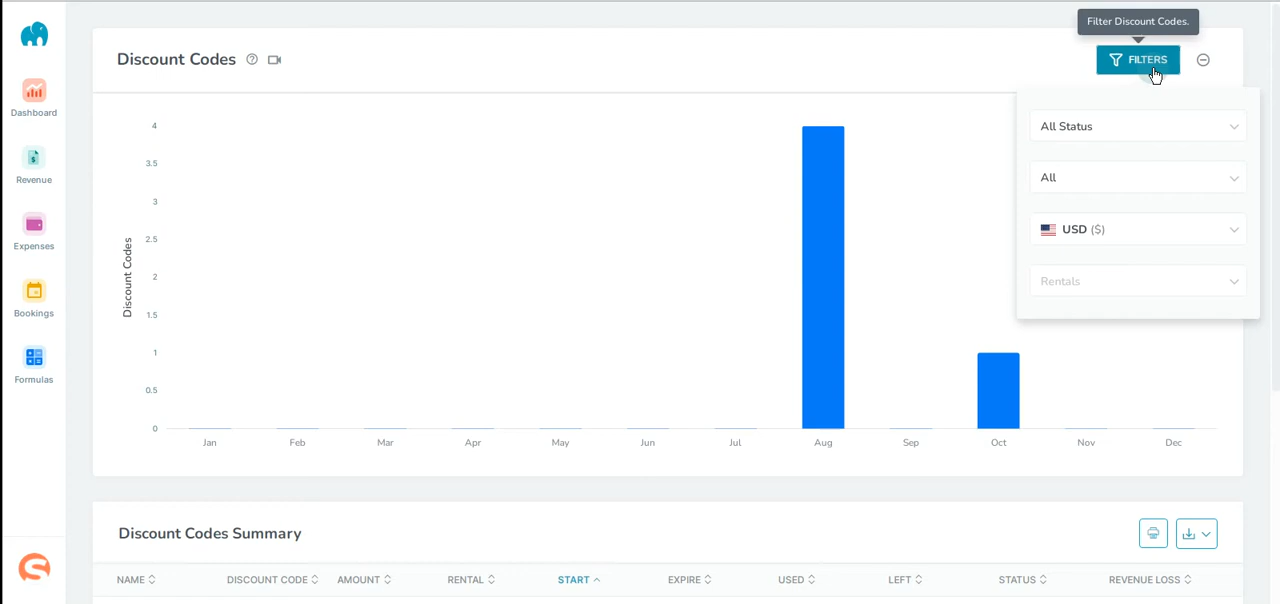 Filter Discount Codes.
Discount Codes
FILTERS
Dashboard
Revenue
Expenses
Bookings
Formulas
All Status
All
USD ($)
Rentals
Discount Codes
4
3.5
3
2.5
2
1.5
1
0.5
0
Jan Feb Mar Apr May Jun Jul Aug Sep Oct Nov Dec
Discount Codes Summary
NAME DISCOUNT CODE AMOUNT RENTAL START EXPIRE USED LEFT STATUS REVENUE LOSS